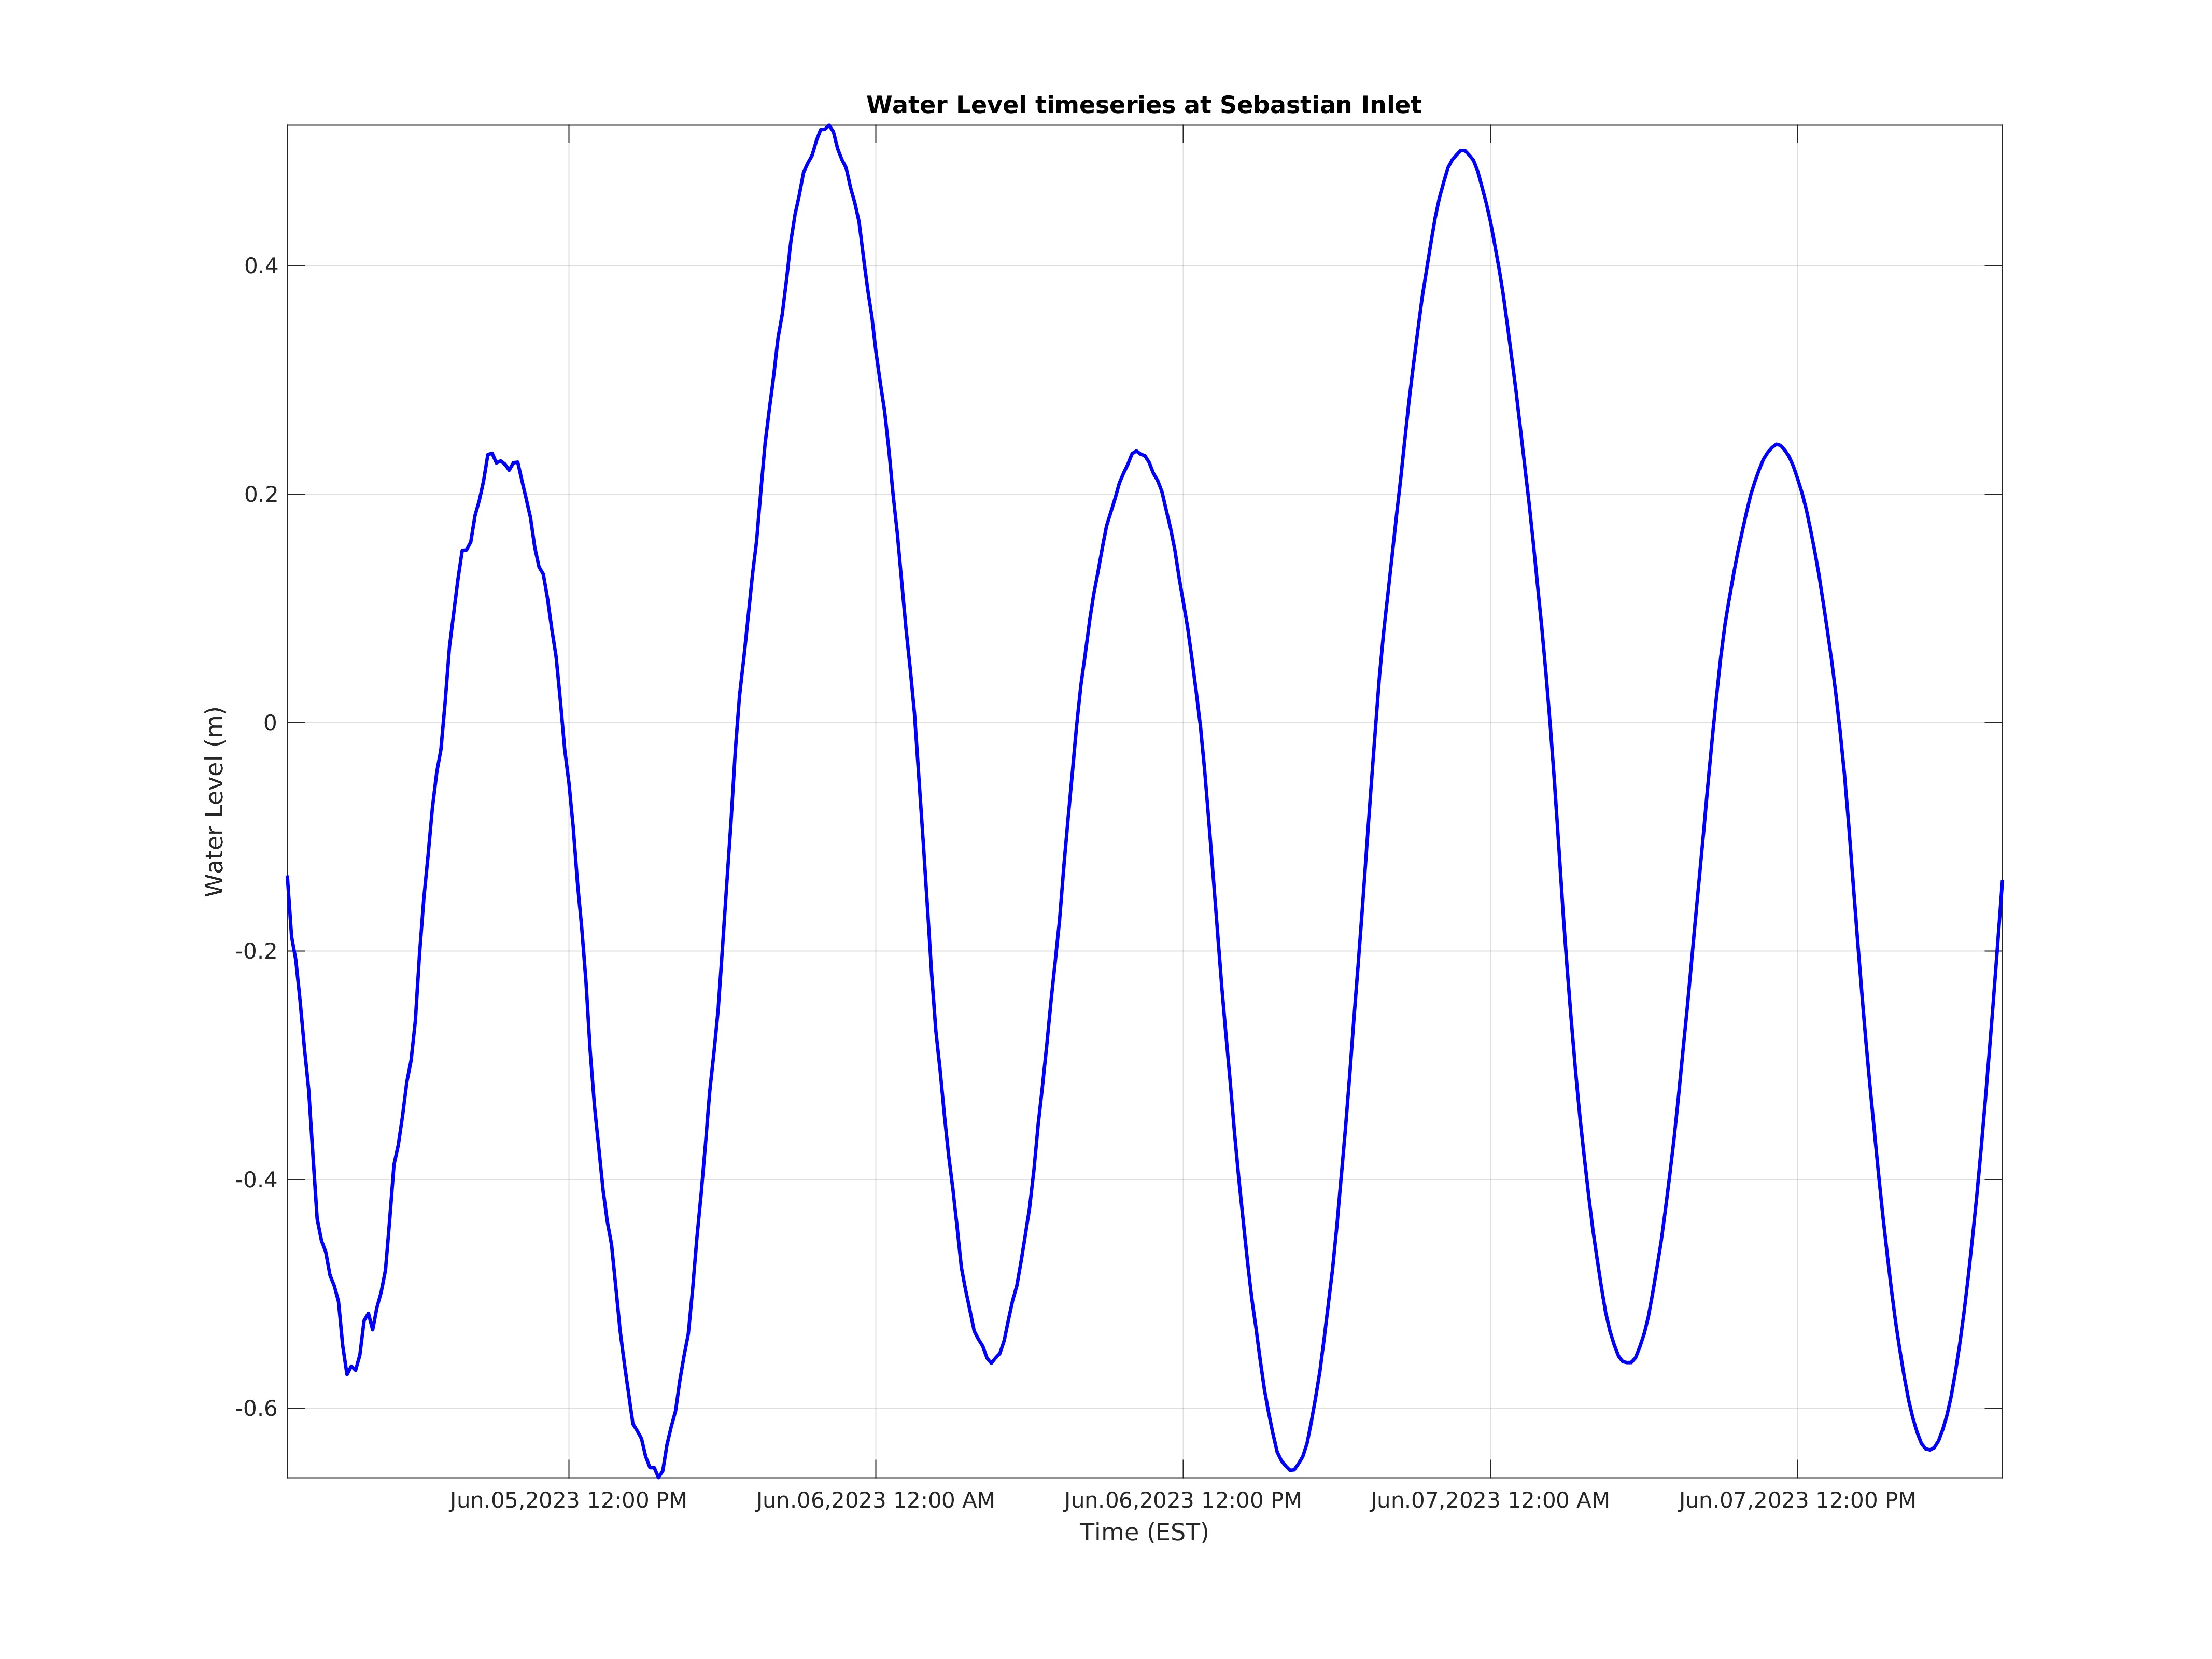 Water Level timeseries at Sebastian Inlet
0.4
0.2
0
-0.2
-0.4
-0.6
Water Level (m)
Jun.05,2023 12:00 PM
Jun.06,2023 12:00 AM
Jun.06,2023 12:00 PM
Jun.07,2023 12:00 AM
Jun.07,2023 12:00 PM
Time (EST)